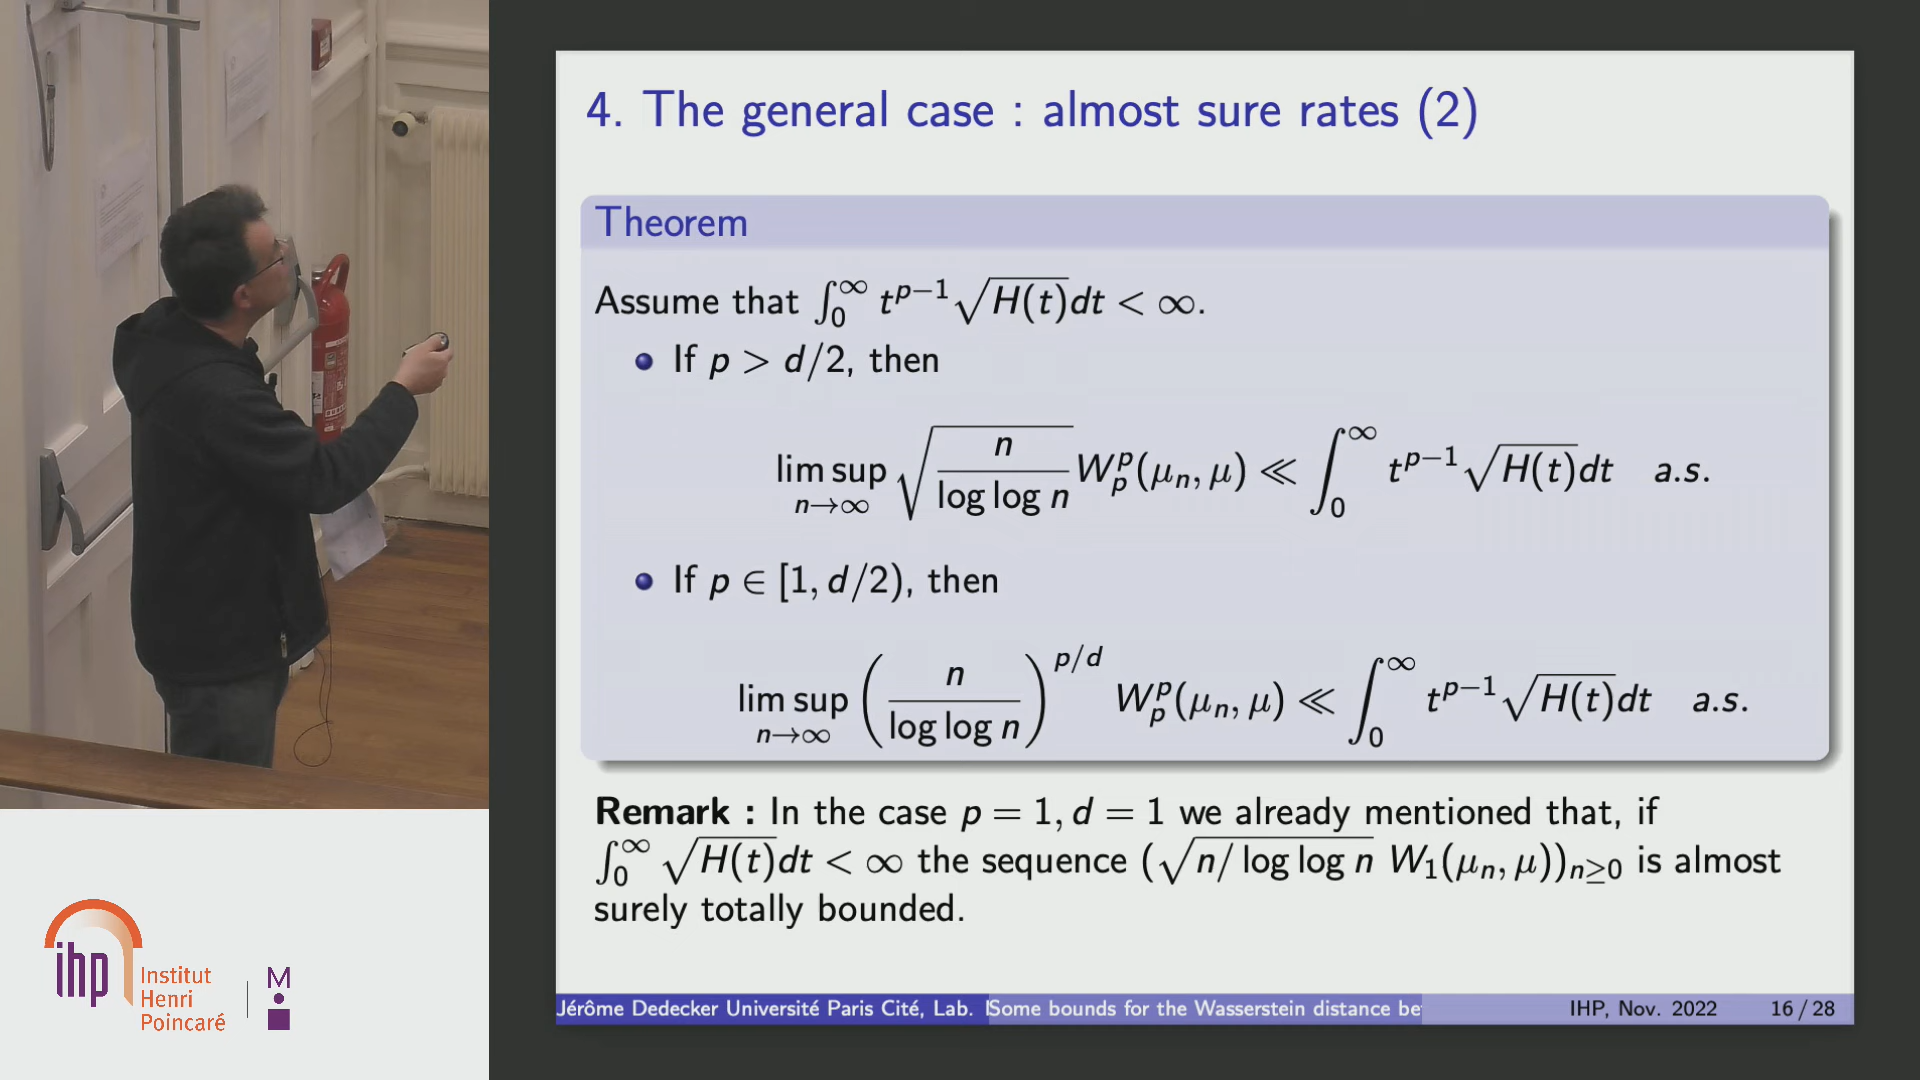 4. The general case : almost sure rates (2)
Theorem
Assume that ∫₀^∞ t^{p−1}√H(t)dt < ∞.
If p > d/2, then
lim sup_{n→∞} √(n / log log n) W_p^p(μ_n, μ) ≪ ∫₀^∞ t^{p−1}√H(t)dt a.s.
If p ∈ [1, d/2), then
lim sup_{n→∞} (n / log log n)^{p/d} W_p^p(μ_n, μ) ≪ ∫₀^∞ t^{p−1}√H(t)dt a.s.
Remark : In the case p = 1, d = 1 we already mentioned that, if
∫₀^∞ √H(t)dt < ∞ the sequence (√n/ log log n W₁(μ_n, μ))_{n≥0} is almost
surely totally bounded.
Jérôme Dedecker Université Paris Cité, Lab. Some bounds for the Wasserstein distance be IHP, Nov. 2022 16 / 28
ihp
Institut
Henri
Poincaré
M